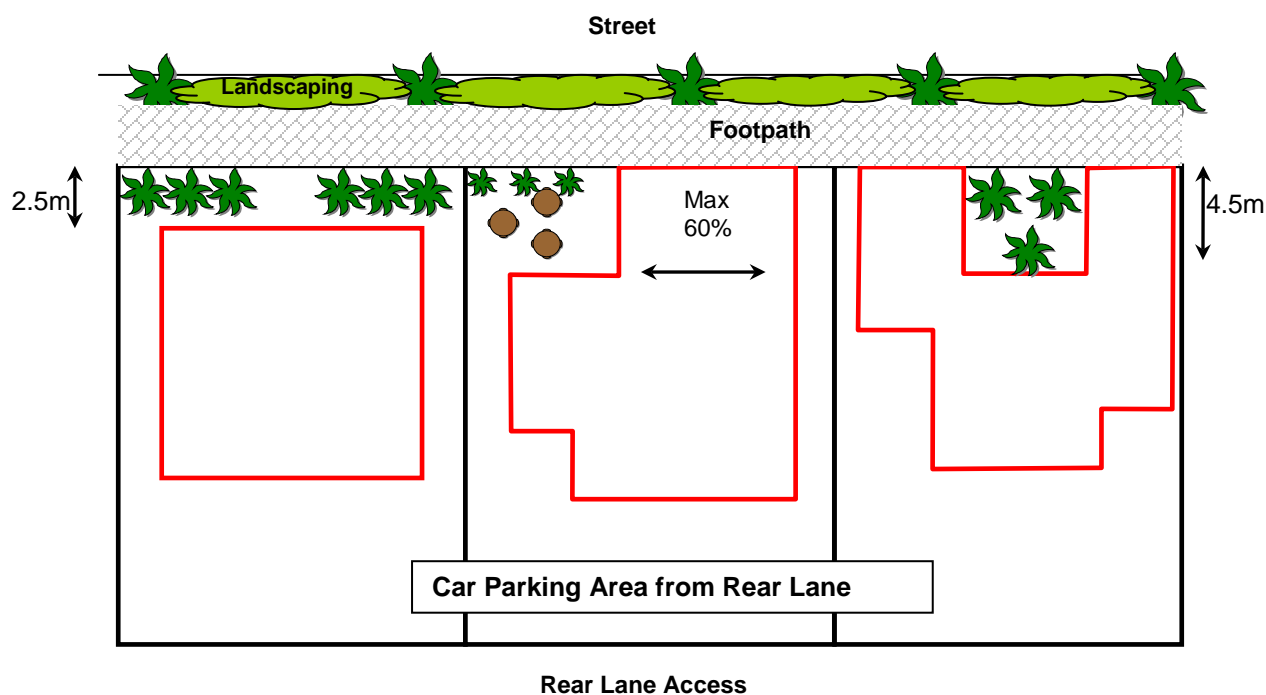 Street
Landscaping
Footpath
2.5m
Max
60%
4.5m
Car Parking Area from Rear Lane
Rear Lane Access